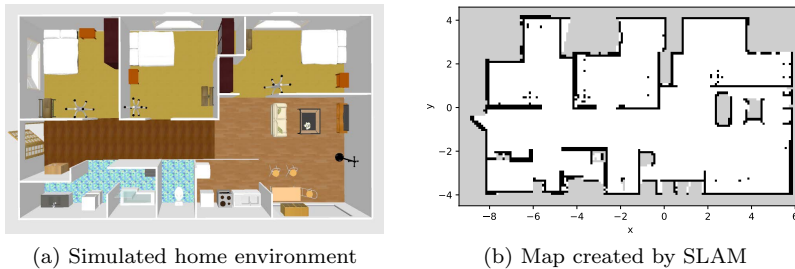 4
2
0
−2
−4
y
−8 −6 −4 −2 0 2 4 6
x
(a) Simulated home environment
(b) Map created by SLAM